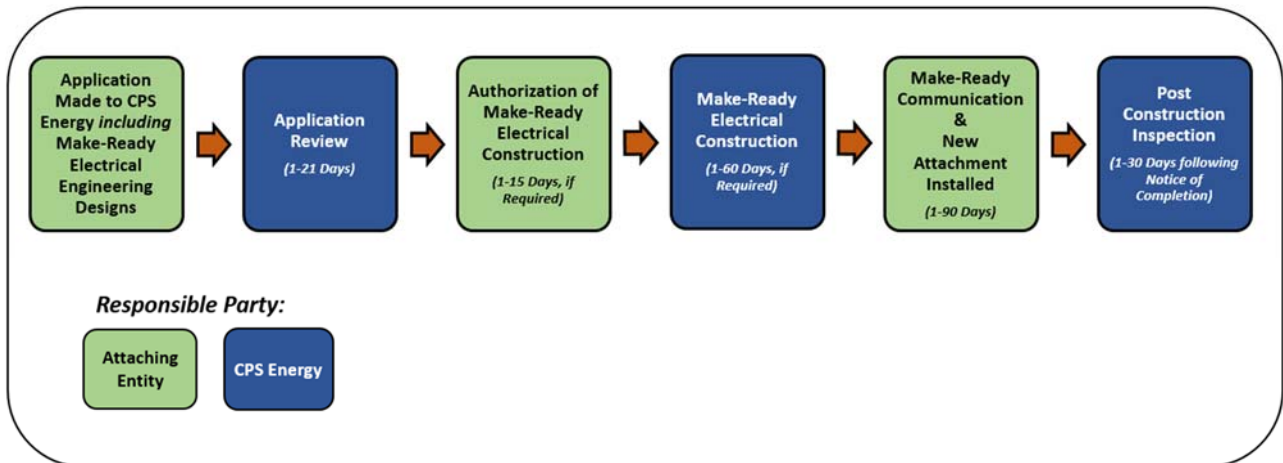 Application
Made to CPS
Energy including
Make-Ready
Electrical
Engineering
Designs
Application
Review
(1-21 Days)
Authorization of
Make-Ready
Electrical
Construction
(1-15 Days, if
Required)
Make-Ready
Electrical
Construction
(1-60 Days, if
Required)
Make-Ready
Communication
&
New
Attachment
Installed
(1-90 Days)
Post
Construction
Inspection
(1-30 Days following
Notice of
Completion)
Responsible Party:
Attaching
Entity
CPS Energy